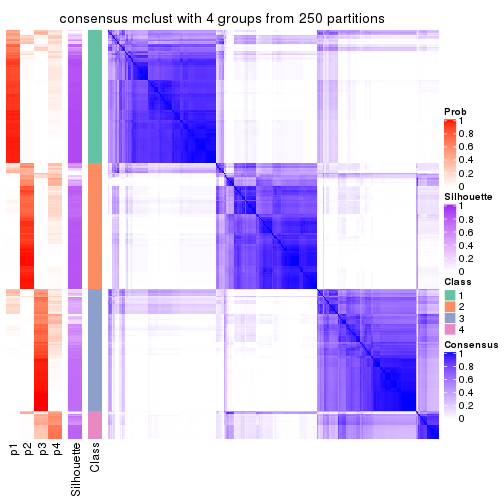 consensus mclust with 4 groups from 250 partitions
Prob
1
0.8
0.6
0.4
0.2
0
Silhouette
1
0.8
0.6
0.4
0.2
0
Class
1
2
3
4
Consensus
1
0.8
0.6
0.4
0.2
0
p1
p2
p3
p4
Silhouette
Class